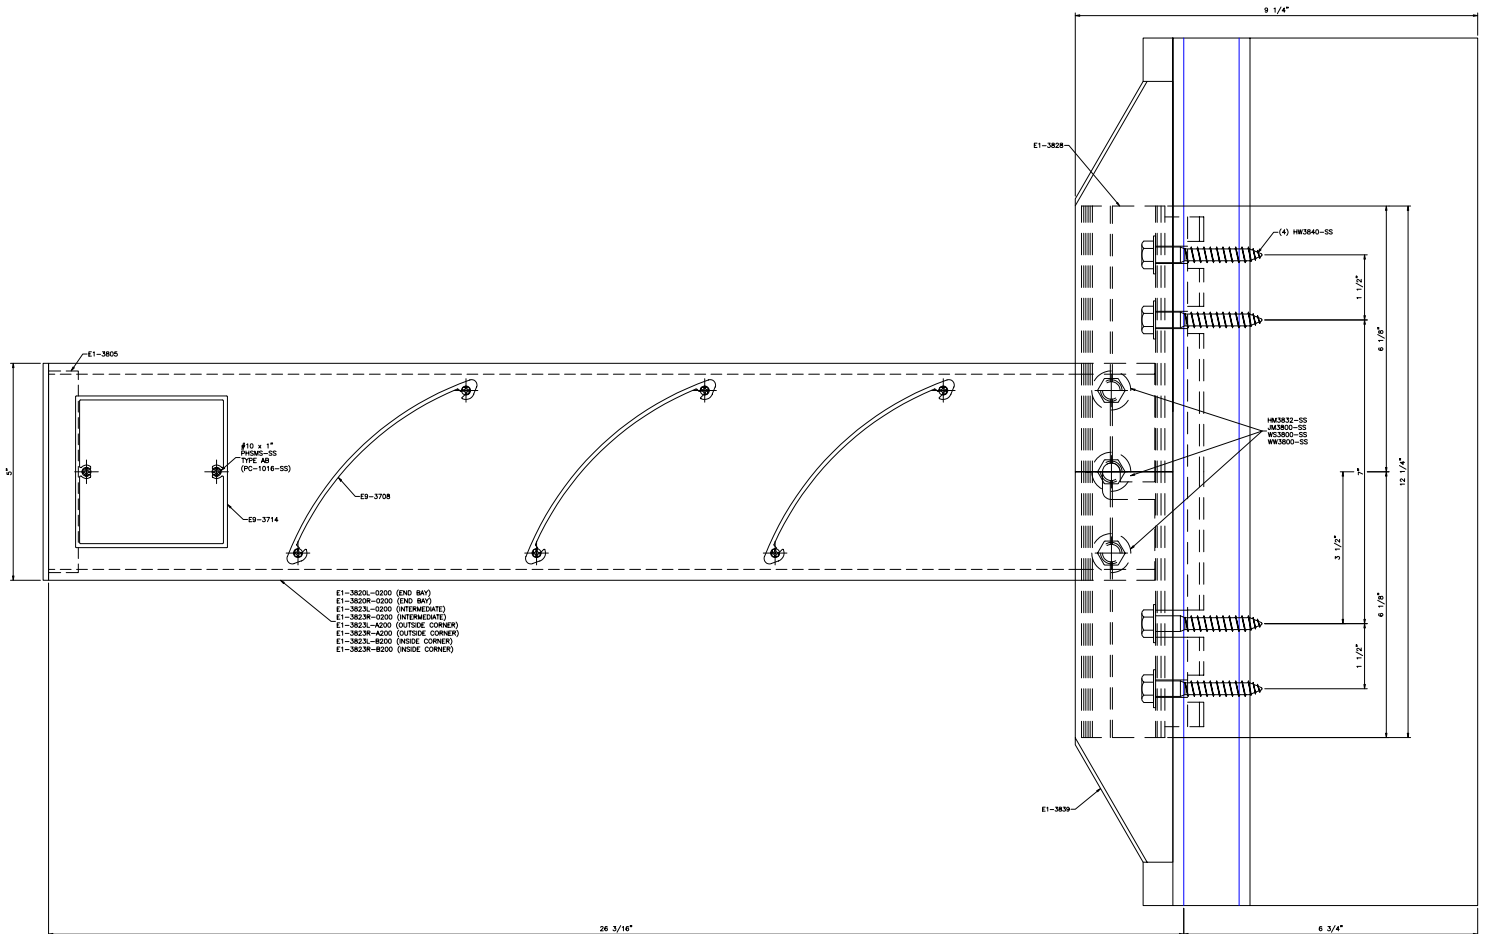 9 1/4"
E1-3828
(4) HW3840-SS
1 1/2"
6 1/8"
E1-3805
#10 x 1"
PHSMS-SS
TYPE AB
(PC-1016-SS)
HM3832-SS
JM3800-SS
WS3800-SS
WW3800-SS
5"
7"
12 1/4"
E9-3708
E9-3714
3 1/2"
6 1/8"
E1-3820L-0200 (END BAY)
E1-3820R-0200 (END BAY)
E1-3823L-0200 (INTERMEDIATE)
E1-3823R-0200 (INTERMEDIATE)
E1-3823L-A200 (OUTSIDE CORNER)
E1-3823R-A200 (OUTSIDE CORNER)
E1-3823L-B200 (INSIDE CORNER)
E1-3823R-B200 (INSIDE CORNER)
1 1/2"
E1-3839
26 3/16"
6 3/4"